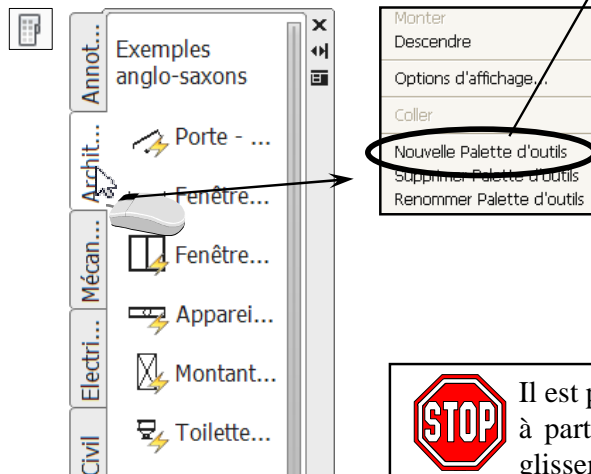 Annot...
Archit...
Mécan...
Electri...
Civil
Exemples
anglo-saxons
Porte - ...
Fenêtre...
Fenêtre...
Apparei...
Montant...
Toilette...
Monter
Descendre
Options d'affichage...
Coller
Nouvelle Palette d'outils
Supprimer Palette d'outils
Renommer Palette d'outils
STOP
Il est p
à part
glisser